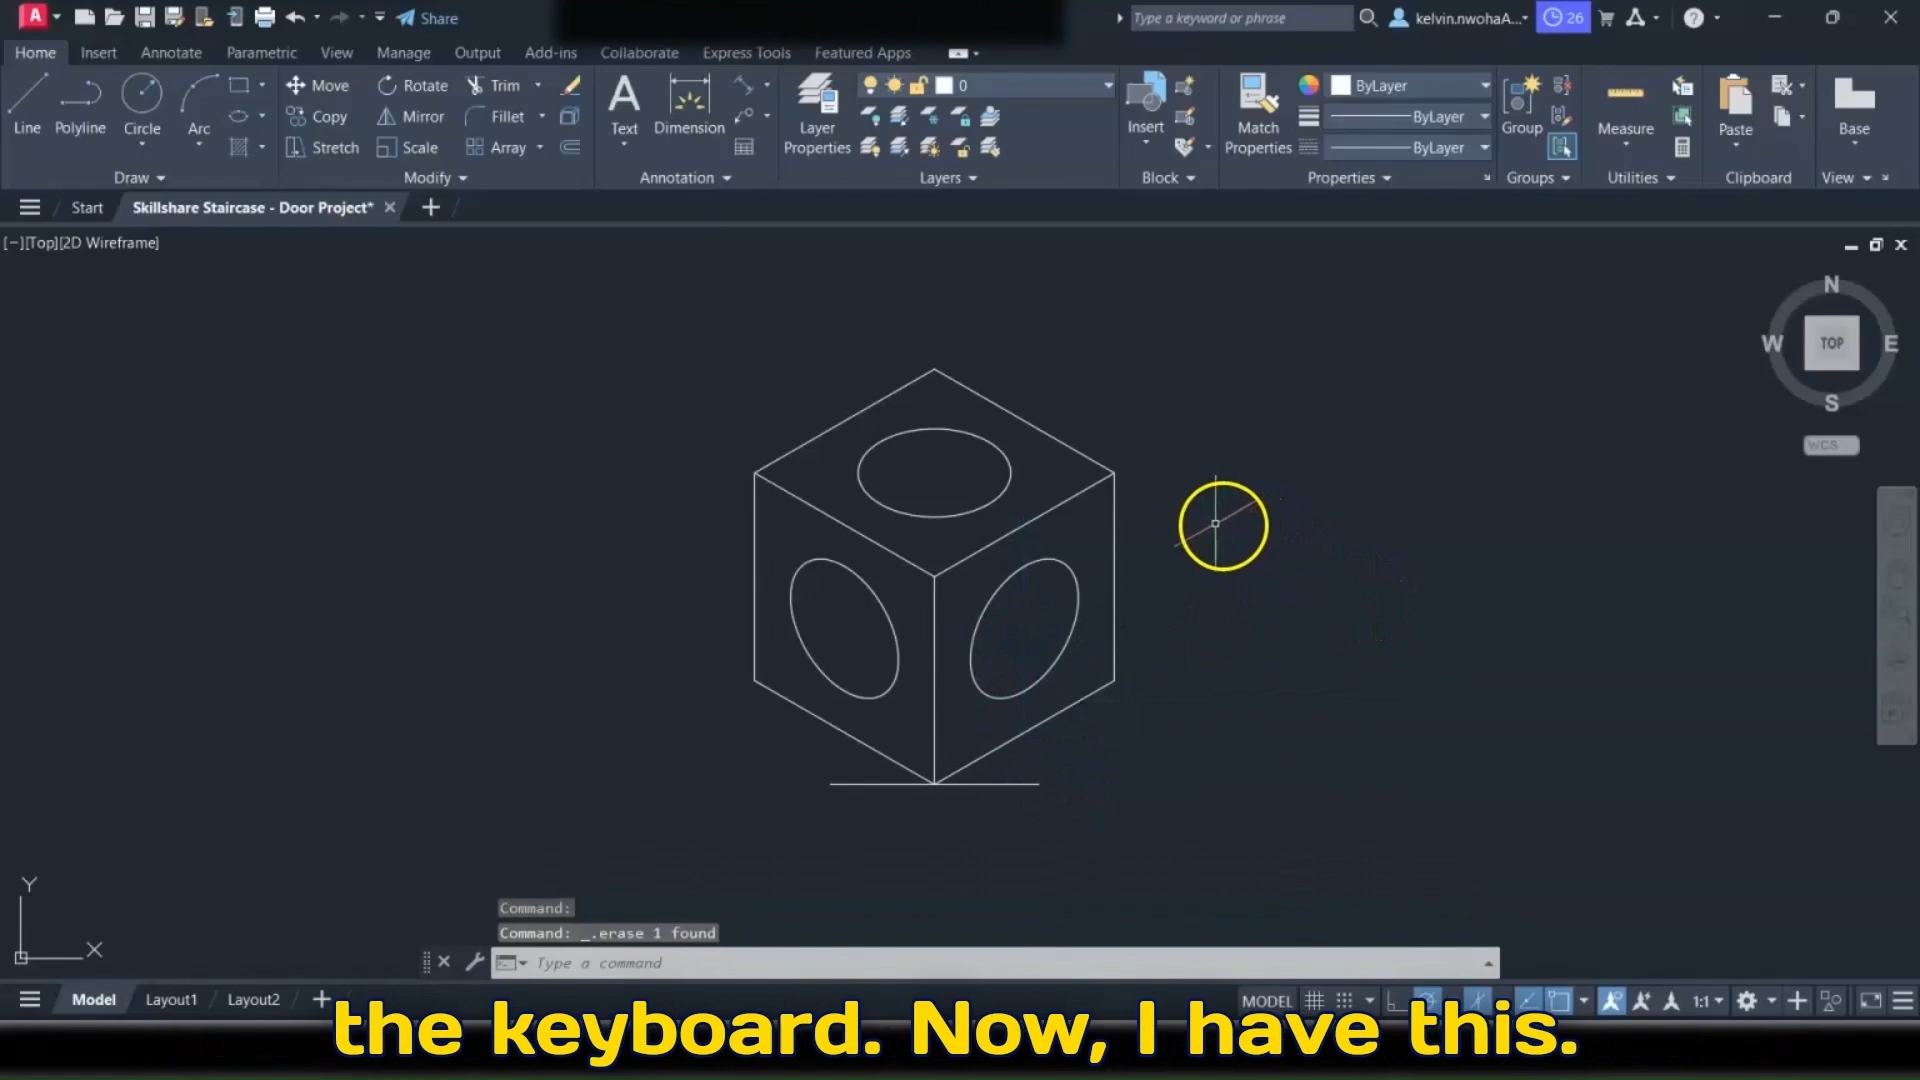 A Share Type a keyword or phrase kelvin.nwohaA... 26
Home Insert Annotate Parametric View Manage Output Add-ins Collaborate Express Tools Featured Apps
Move Rotate Trim 0 ByLayer
Copy Mirror Fillet ByLayer
Line Polyline Circle Arc Text Dimension Layer Properties Insert Match Properties Group Measure Paste Base
Stretch Scale Array ByLayer
Draw Modify Annotation Layers Block Properties Groups Utilities Clipboard View
Start Skillshare Staircase - Door Project*
[−][Top][2D Wireframe]
N
W TOP E
S
WCS
Y
X
Command:
Command: _.erase 1 found
Type a command
Model Layout1 Layout2 MODEL 1:1
the keyboard. Now, I have this.